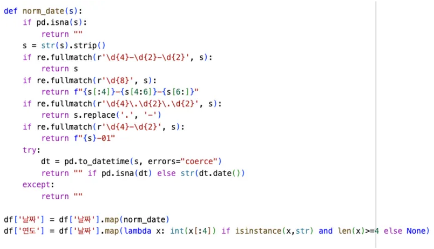 def norm_date(s):
    if pd.isna(s):
        return ""
    s = str(s).strip()
    if re.fullmatch(r'\d{4}-\d{2}-\d{2}', s):
        return s
    if re.fullmatch(r'\d{8}', s):
        return f"{s[:4]}-{s[4:6]}-{s[6:]}"
    if re.fullmatch(r'\d{4}\.\d{2}\.\d{2}', s):
        return s.replace('.', '-')
    if re.fullmatch(r'\d{4}-\d{2}', s):
        return f"{s}-01"
    try:
        dt = pd.to_datetime(s, errors="coerce")
        return "" if pd.isna(dt) else str(dt.date())
    except:
        return ""
df['날짜'] = df['날짜'].map(norm_date)
df['연도'] = df['날짜'].map(lambda x: int(x[:4]) if isinstance(x,str) and len(x)>=4 else None)